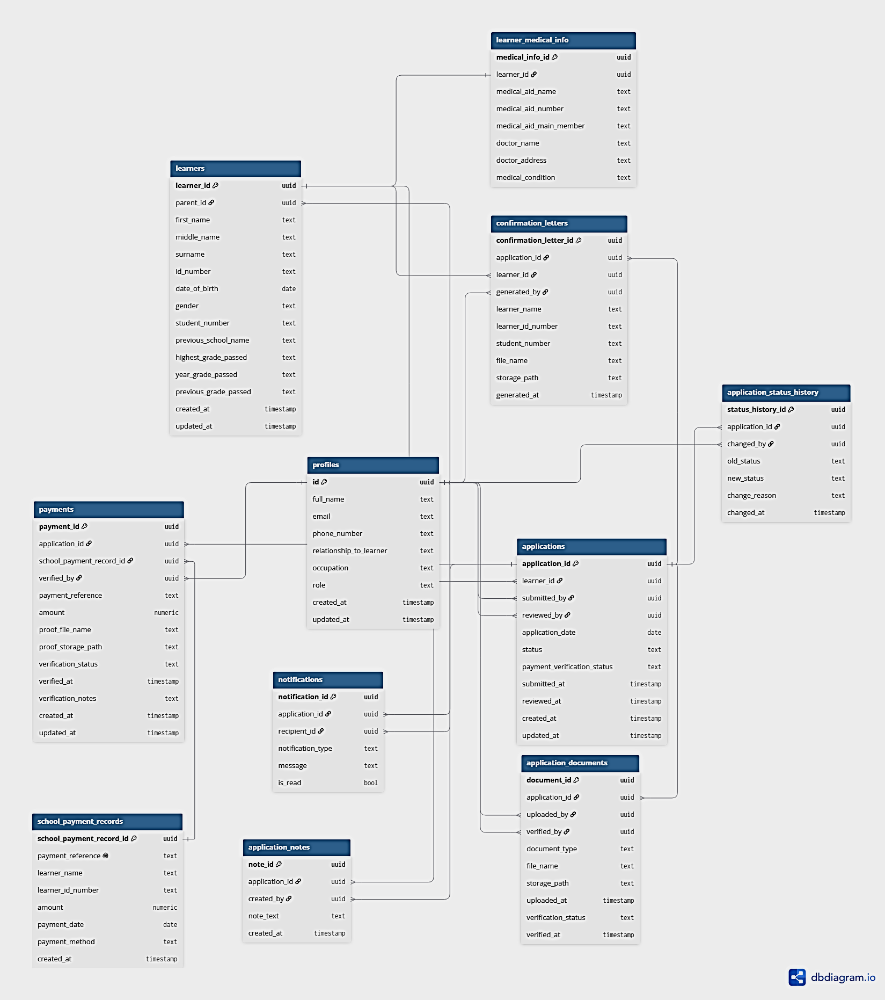 learner_medical_info
medical_info_id uuid
learner_id uuid
medical_aid_name text
medical_aid_number text
medical_aid_main_member text
doctor_name text
doctor_address text
medical_condition text
learners
learner_id uuid
parent_id uuid
first_name text
middle_name text
surname text
id_number text
date_of_birth date
gender text
student_number text
previous_school_name text
highest_grade_passed text
year_grade_passed text
previous_grade_passed text
created_at timestamp
updated_at timestamp
confirmation_letters
confirmation_letter_id uuid
application_id uuid
learner_id uuid
generated_by uuid
learner_name text
learner_id_number text
student_number text
file_name text
storage_path text
generated_at timestamp
application_status_history
status_history_id uuid
application_id uuid
changed_by uuid
old_status text
new_status text
change_reason text
changed_at timestamp
profiles
id uuid
full_name text
email text
phone_number text
relationship_to_learner text
occupation text
role text
created_at timestamp
updated_at timestamp
payments
payment_id uuid
application_id uuid
school_payment_record_id uuid
verified_by uuid
payment_reference text
amount numeric
proof_file_name text
proof_storage_path text
verification_status text
verified_at timestamp
verification_notes text
created_at timestamp
updated_at timestamp
applications
application_id uuid
learner_id uuid
submitted_by uuid
reviewed_by uuid
application_date date
status text
payment_verification_status text
submitted_at timestamp
reviewed_at timestamp
created_at timestamp
updated_at timestamp
notifications
notification_id uuid
application_id uuid
recipient_id uuid
notification_type text
message text
is_read bool
application_documents
document_id uuid
application_id uuid
uploaded_by uuid
verified_by uuid
document_type text
file_name text
storage_path text
uploaded_at timestamp
verification_status text
verified_at timestamp
school_payment_records
school_payment_record_id uuid
payment_reference text
learner_name text
learner_id_number text
amount numeric
payment_date date
payment_method text
created_at timestamp
application_notes
note_id uuid
application_id uuid
created_by uuid
note_text text
created_at timestamp
dbdiagram.io